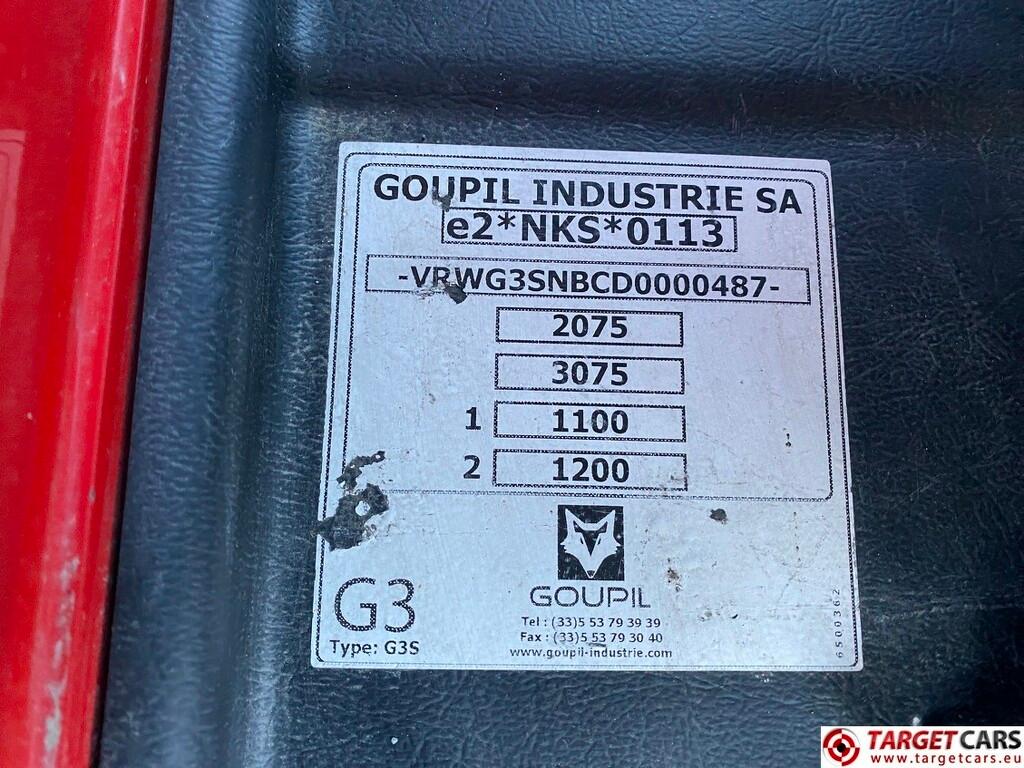 GOUPIL INDUSTRIE SA
e2*NKS*0113
-VRWG3SNBCD0000487-
2075
3075
1 1100
2 1200
GOUPIL
G3
Type: G3S
Tel : (33)5 53 79 39 39
Fax : (33)5 53 79 30 40
www.goupil-industrie.com
6500362
TARGET CARS
www.targetcars.eu